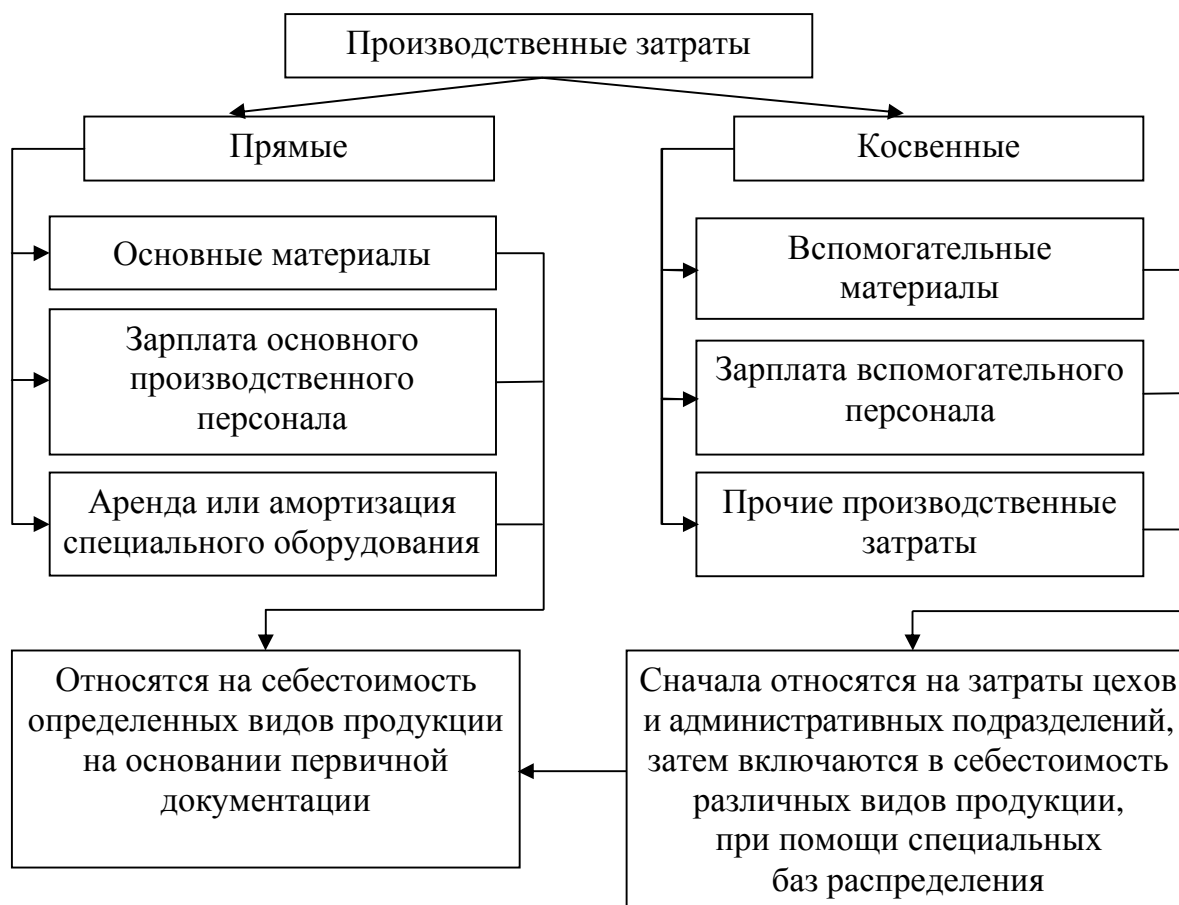 Производственные затраты
Прямые
Косвенные
Основные материалы
Вспомогательные
материалы
Зарплата основного
производственного
персонала
Зарплата вспомогательного
персонала
Аренда или амортизация
специального оборудования
Прочие производственные
затраты
Относятся на себестоимость
определенных видов продукции
на основании первичной
документации
Сначала относятся на затраты цехов
и административных подразделений,
затем включаются в себестоимость
различных видов продукции,
при помощи специальных
баз распределения